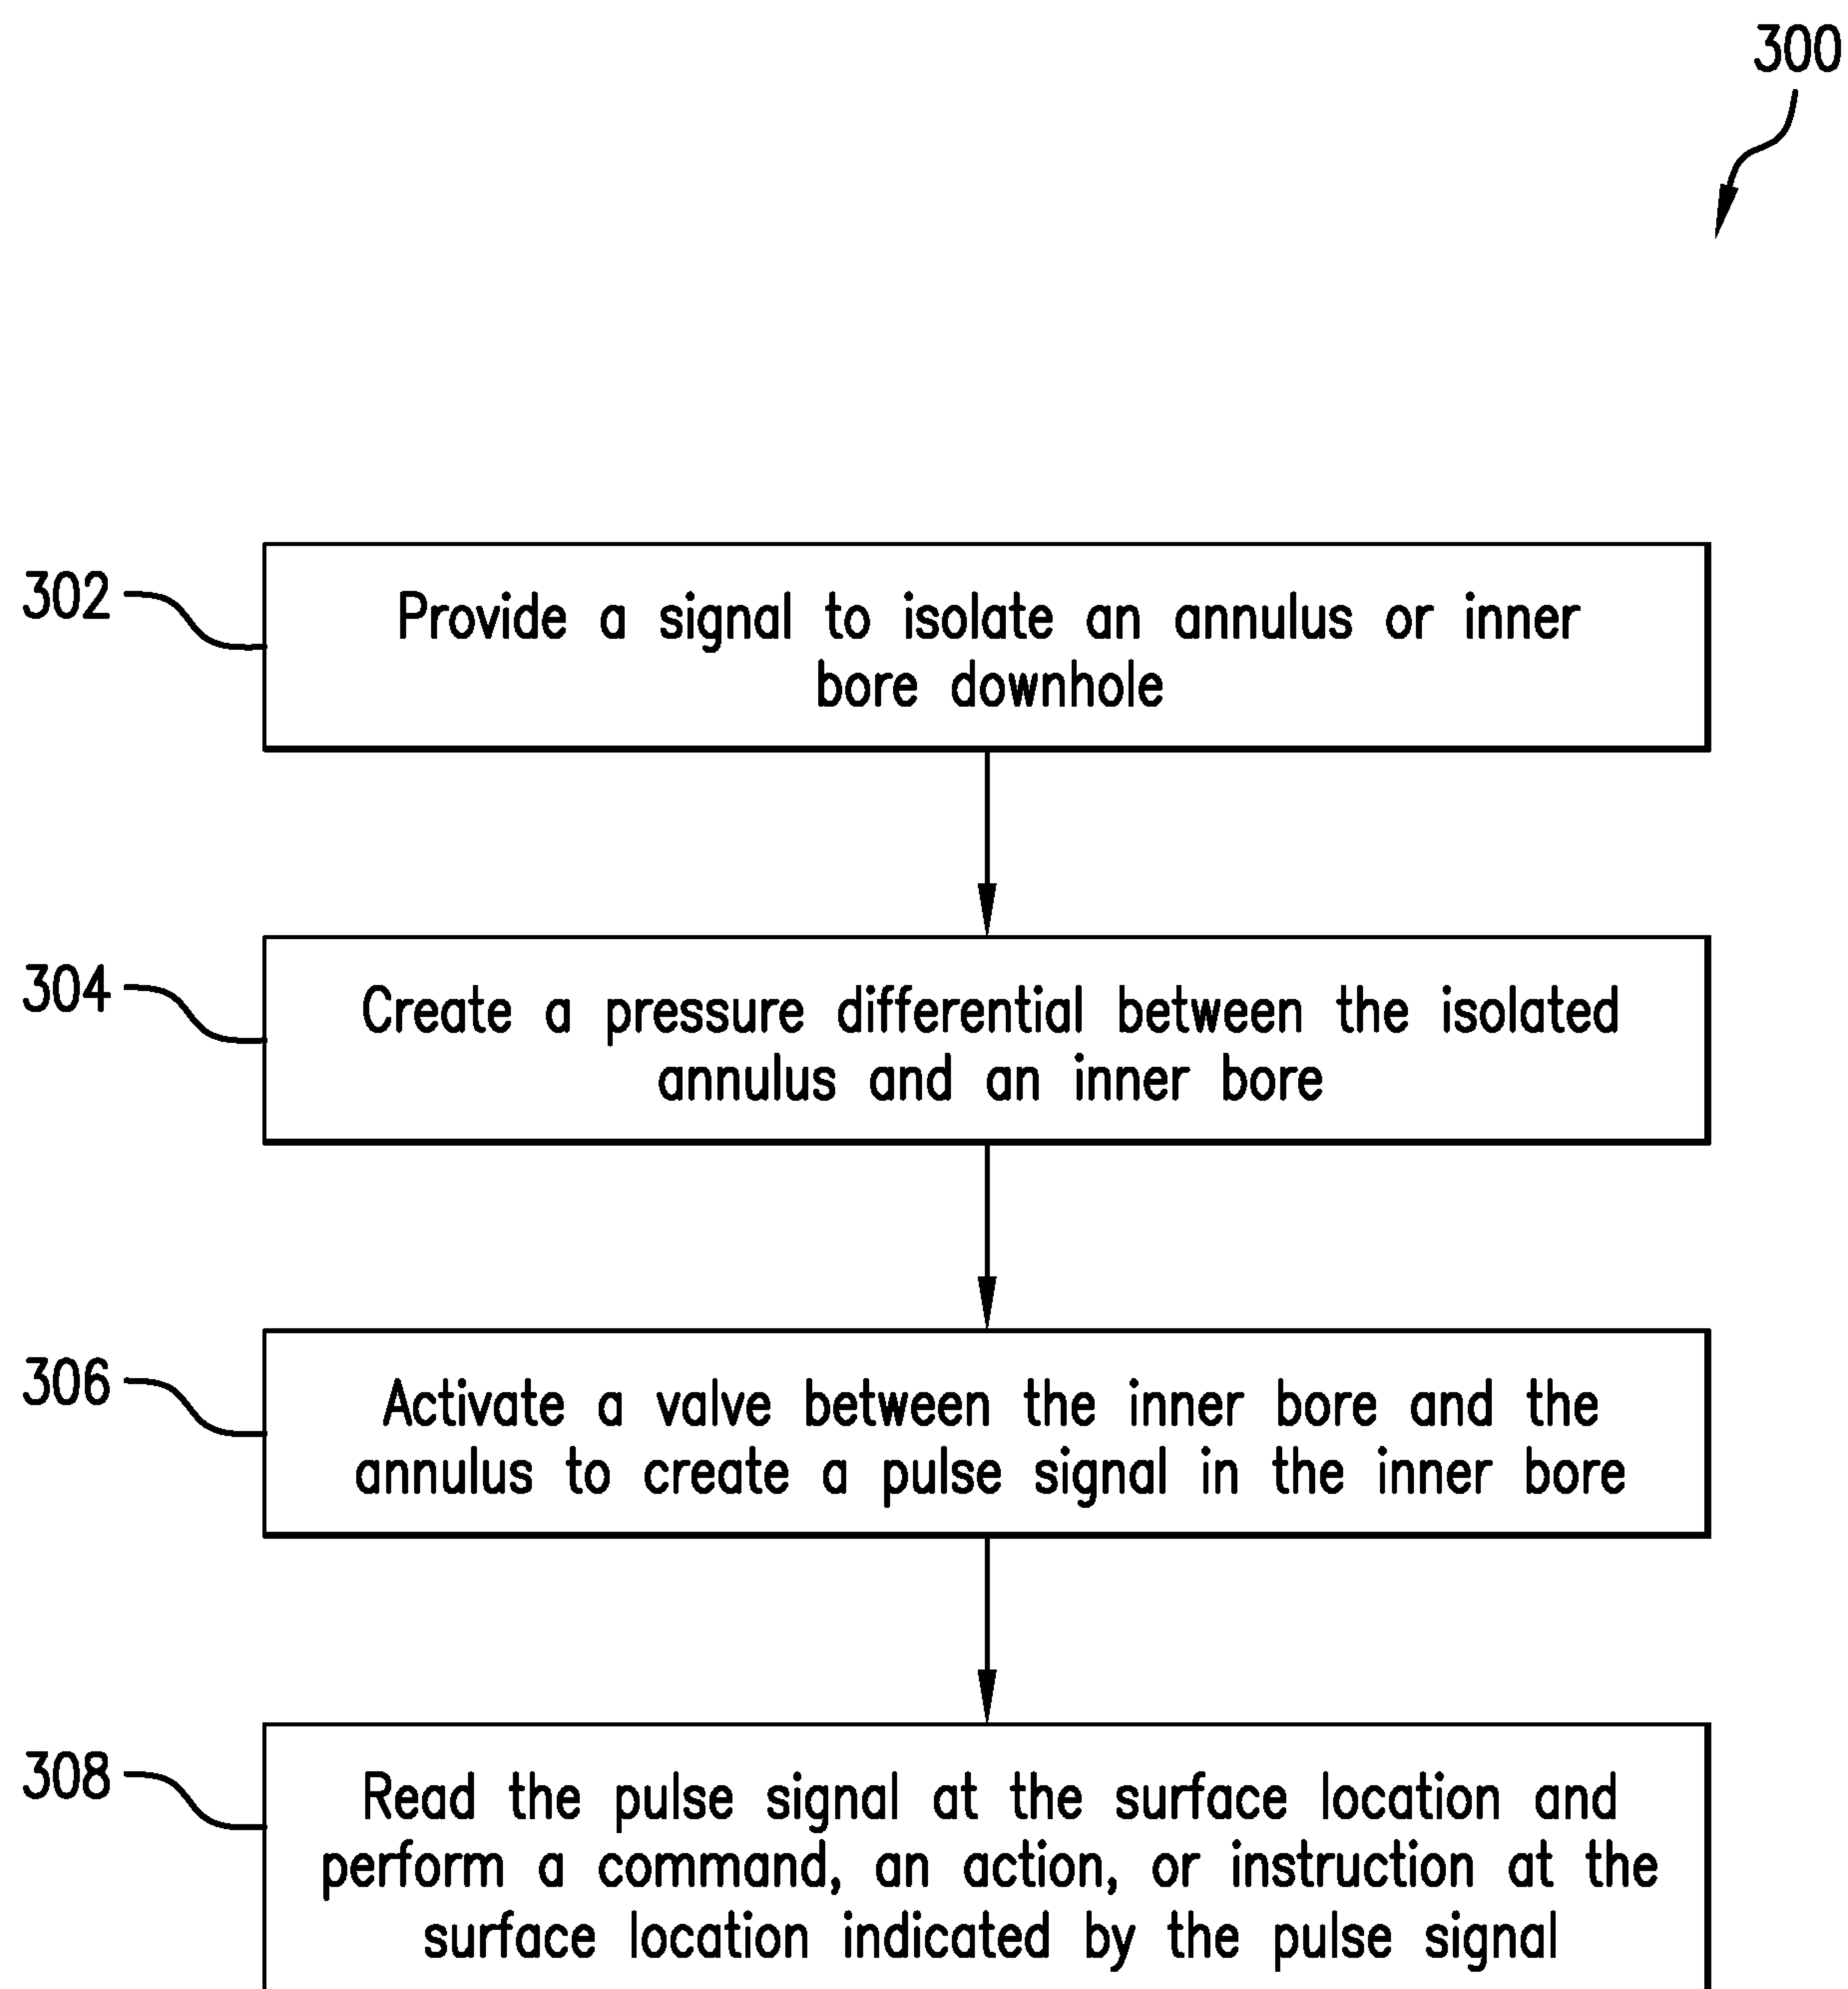 300
302
Provide a signal to isolate an annulus or inner
bore downhole
304
Create a pressure differential between the isolated
annulus and an inner bore
306
Activate a valve between the inner bore and the
annulus to create a pulse signal in the inner bore
308
Read the pulse signal at the surface location and
perform a command, an action, or instruction at the
surface location indicated by the pulse signal